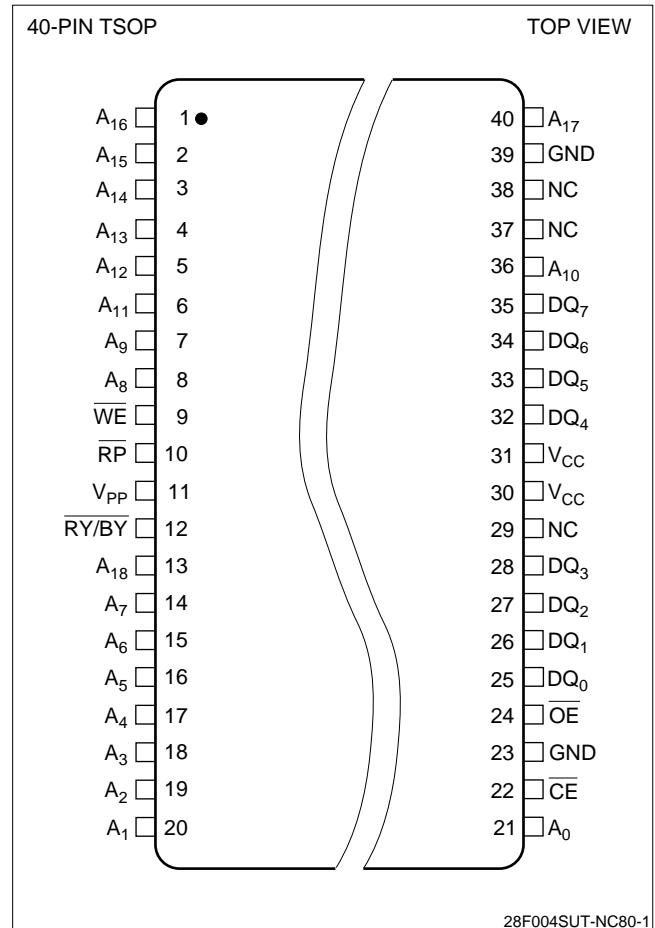 40-PIN TSOP TOP VIEW
A16 1 40 A17
A15 2 39 GND
A14 3 38 NC
A13 4 37 NC
A12 5 36 A10
A11 6 35 DQ7
A9 7 34 DQ6
A8 8 33 DQ5
WE 9 32 DQ4
RP 10 31 VCC
VPP 11 30 VCC
RY/BY 12 29 NC
A18 13 28 DQ3
A7 14 27 DQ2
A6 15 26 DQ1
A5 16 25 DQ0
A4 17 24 OE
A3 18 23 GND
A2 19 22 CE
A1 20 21 A0
28F004SUT-NC80-1